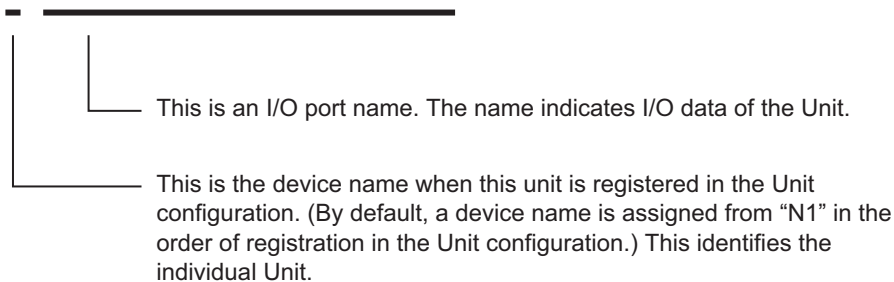 This is an I/O port name. The name indicates I/O data of the Unit.
This is the device name when this unit is registered in the Unit
configuration. (By default, a device name is assigned from “N1” in the
order of registration in the Unit configuration.) This identifies the
individual Unit.